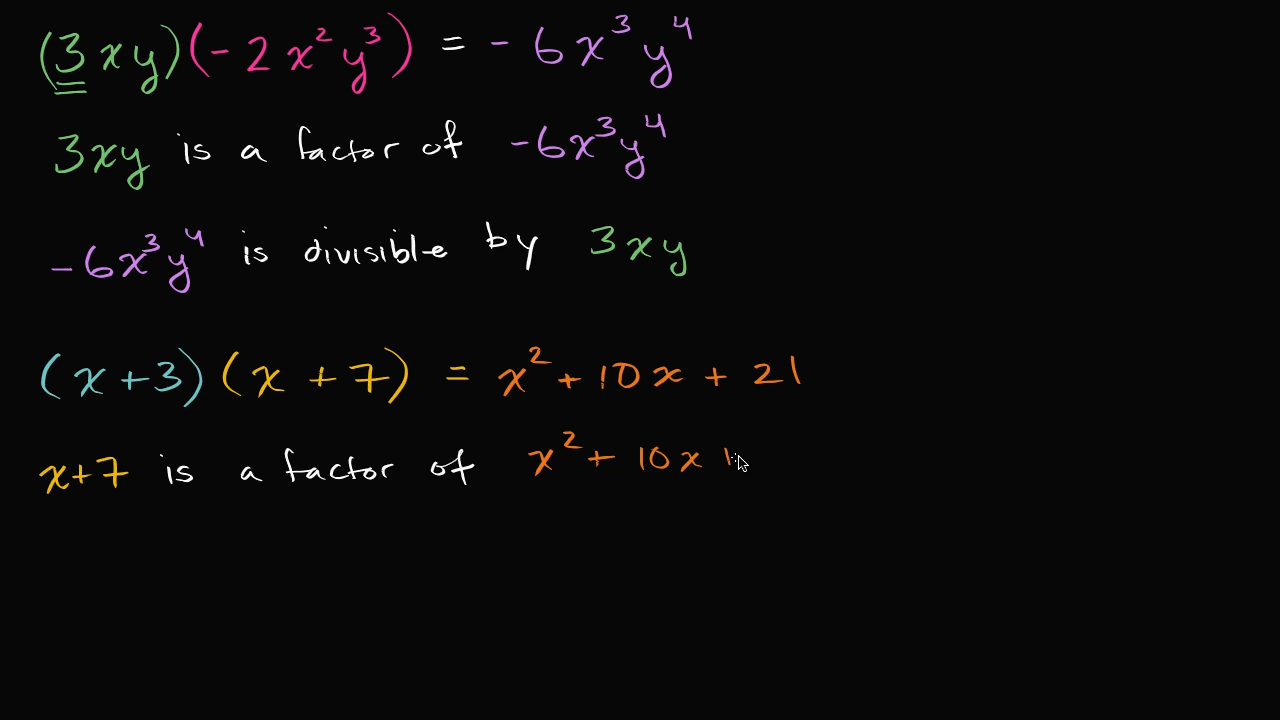 (3xy)(-2x²y³) = -6x³y⁴
3xy is a factor of -6x³y⁴
-6x³y⁴ is divisible by 3xy
(x+3)(x+7) = x²+10x+21
x+7 is a factor of x²+10x